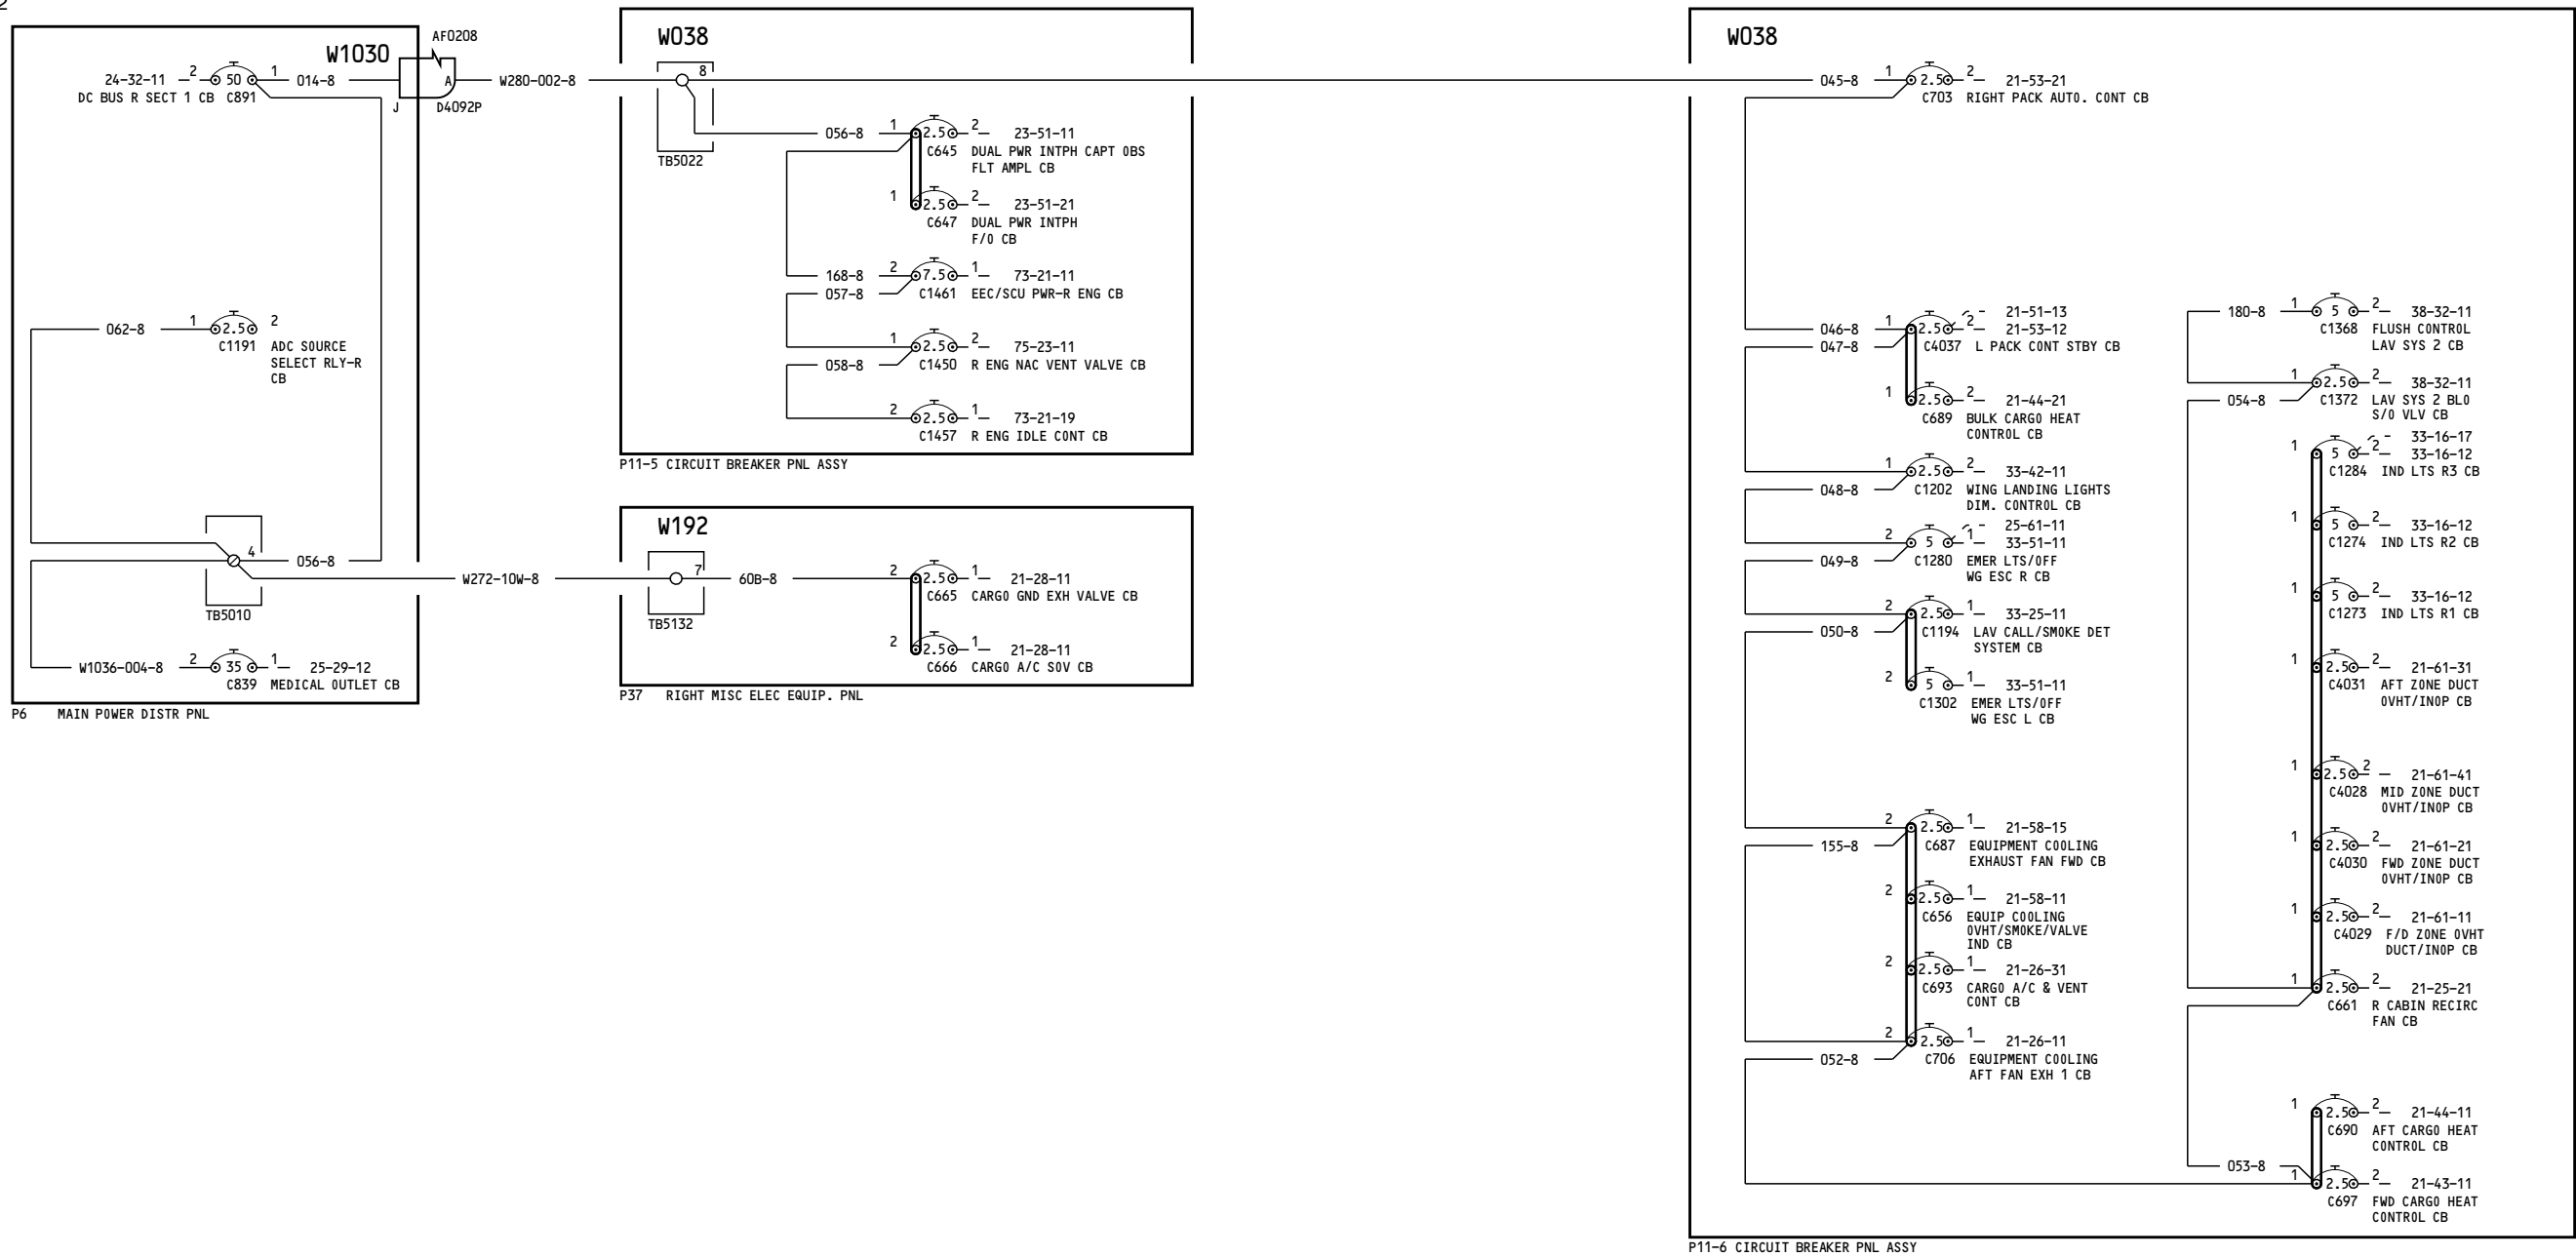 2
W1030
AF0208
24-32-11 2 50 1 014-8
DC BUS R SECT 1 CB C891
J
A
D4092P
W280-002-8
062-8 1 2.5 2
C1191 ADC SOURCE
SELECT RLY-R
CB
4
056-8
TB5010
W272-10W-8
W1036-004-8 2 35 1 25-29-12
C839 MEDICAL OUTLET CB
P6 MAIN POWER DISTR PNL
W038
8
TB5022
056-8 1 2.5 2 23-51-11
C645 DUAL PWR INTPH CAPT OBS
FLT AMPL CB
1 2.5 2 23-51-21
C647 DUAL PWR INTPH
F/O CB
168-8 2 7.5 1 73-21-11
057-8 C1461 EEC/SCU PWR-R ENG CB
1 2.5 2 75-23-11
058-8 C1450 R ENG NAC VENT VALVE CB
2 2.5 1 73-21-19
C1457 R ENG IDLE CONT CB
P11-5 CIRCUIT BREAKER PNL ASSY
W192
7
60B-8
TB5132
2 2.5 1 21-28-11
C665 CARGO GND EXH VALVE CB
2 2.5 1 21-28-11
C666 CARGO A/C SOV CB
P37 RIGHT MISC ELEC EQUIP. PNL
W038
045-8 1 2.5 2 21-53-21
C703 RIGHT PACK AUTO. CONT CB
21-51-13
046-8 1 2.5 2 21-53-12
047-8 C4037 L PACK CONT STBY CB
1 2.5 2 21-44-21
C689 BULK CARGO HEAT
CONTROL CB
1 2.5 2 33-42-11
048-8 C1202 WING LANDING LIGHTS
DIM. CONTROL CB
25-61-11
2 5 1 33-51-11
049-8 C1280 EMER LTS/OFF
WG ESC R CB
2 2.5 1 33-25-11
050-8 C1194 LAV CALL/SMOKE DET
SYSTEM CB
2 5 1 33-51-11
C1302 EMER LTS/OFF
WG ESC L CB
2 2.5 1 21-58-15
155-8 C687 EQUIPMENT COOLING
EXHAUST FAN FWD CB
2 2.5 1 21-58-11
C656 EQUIP COOLING
OVHT/SMOKE/VALVE
IND CB
2 2.5 1 21-26-31
C693 CARGO A/C & VENT
CONT CB
2 2.5 1 21-26-11
052-8 C706 EQUIPMENT COOLING
AFT FAN EXH 1 CB
180-8 1 5 2 38-32-11
C1368 FLUSH CONTROL
LAV SYS 2 CB
1 2.5 2 38-32-11
054-8 C1372 LAV SYS 2 BLO
S/O VLV CB
33-16-17
1 5 2 33-16-12
C1284 IND LTS R3 CB
1 5 2 33-16-12
C1274 IND LTS R2 CB
1 5 2 33-16-12
C1273 IND LTS R1 CB
1 2.5 2 21-61-31
C4031 AFT ZONE DUCT
OVHT/INOP CB
1 2.5 2 21-61-41
C4028 MID ZONE DUCT
OVHT/INOP CB
1 2.5 2 21-61-21
C4030 FWD ZONE DUCT
OVHT/INOP CB
1 2.5 2 21-61-11
C4029 F/D ZONE OVHT
DUCT/INOP CB
1 2.5 2 21-25-21
C661 R CABIN RECIRC
FAN CB
1 2.5 2 21-44-11
C690 AFT CARGO HEAT
CONTROL CB
053-8
1 2.5 2 21-43-11
C697 FWD CARGO HEAT
CONTROL CB
P11-6 CIRCUIT BREAKER PNL ASSY